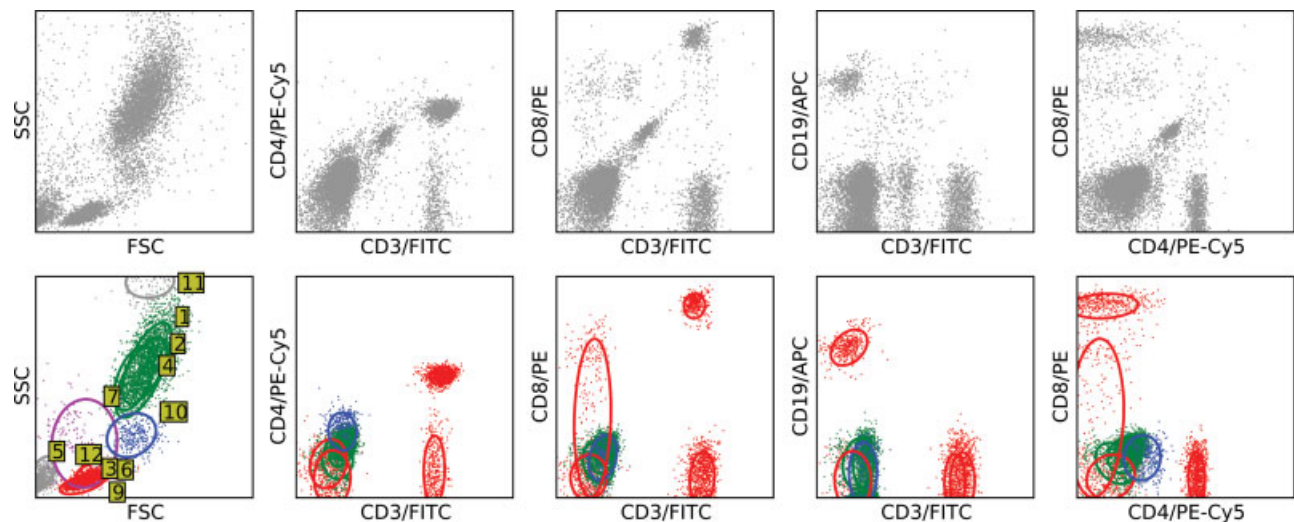 SSC
FSC
CD4/PE-Cy5
CD3/FITC
CD8/PE
CD3/FITC
CD19/APC
CD3/FITC
CD8/PE
CD4/PE-Cy5
SSC
11
1
2
4
7
10
5
12
3
6
9
FSC
CD4/PE-Cy5
CD3/FITC
CD8/PE
CD3/FITC
CD19/APC
CD3/FITC
CD8/PE
CD4/PE-Cy5